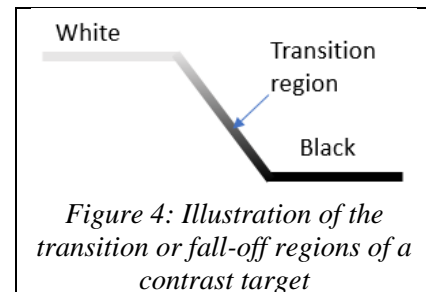 White
Transition
region
Black
Figure 4: Illustration of the
transition or fall-off regions of a
contrast target